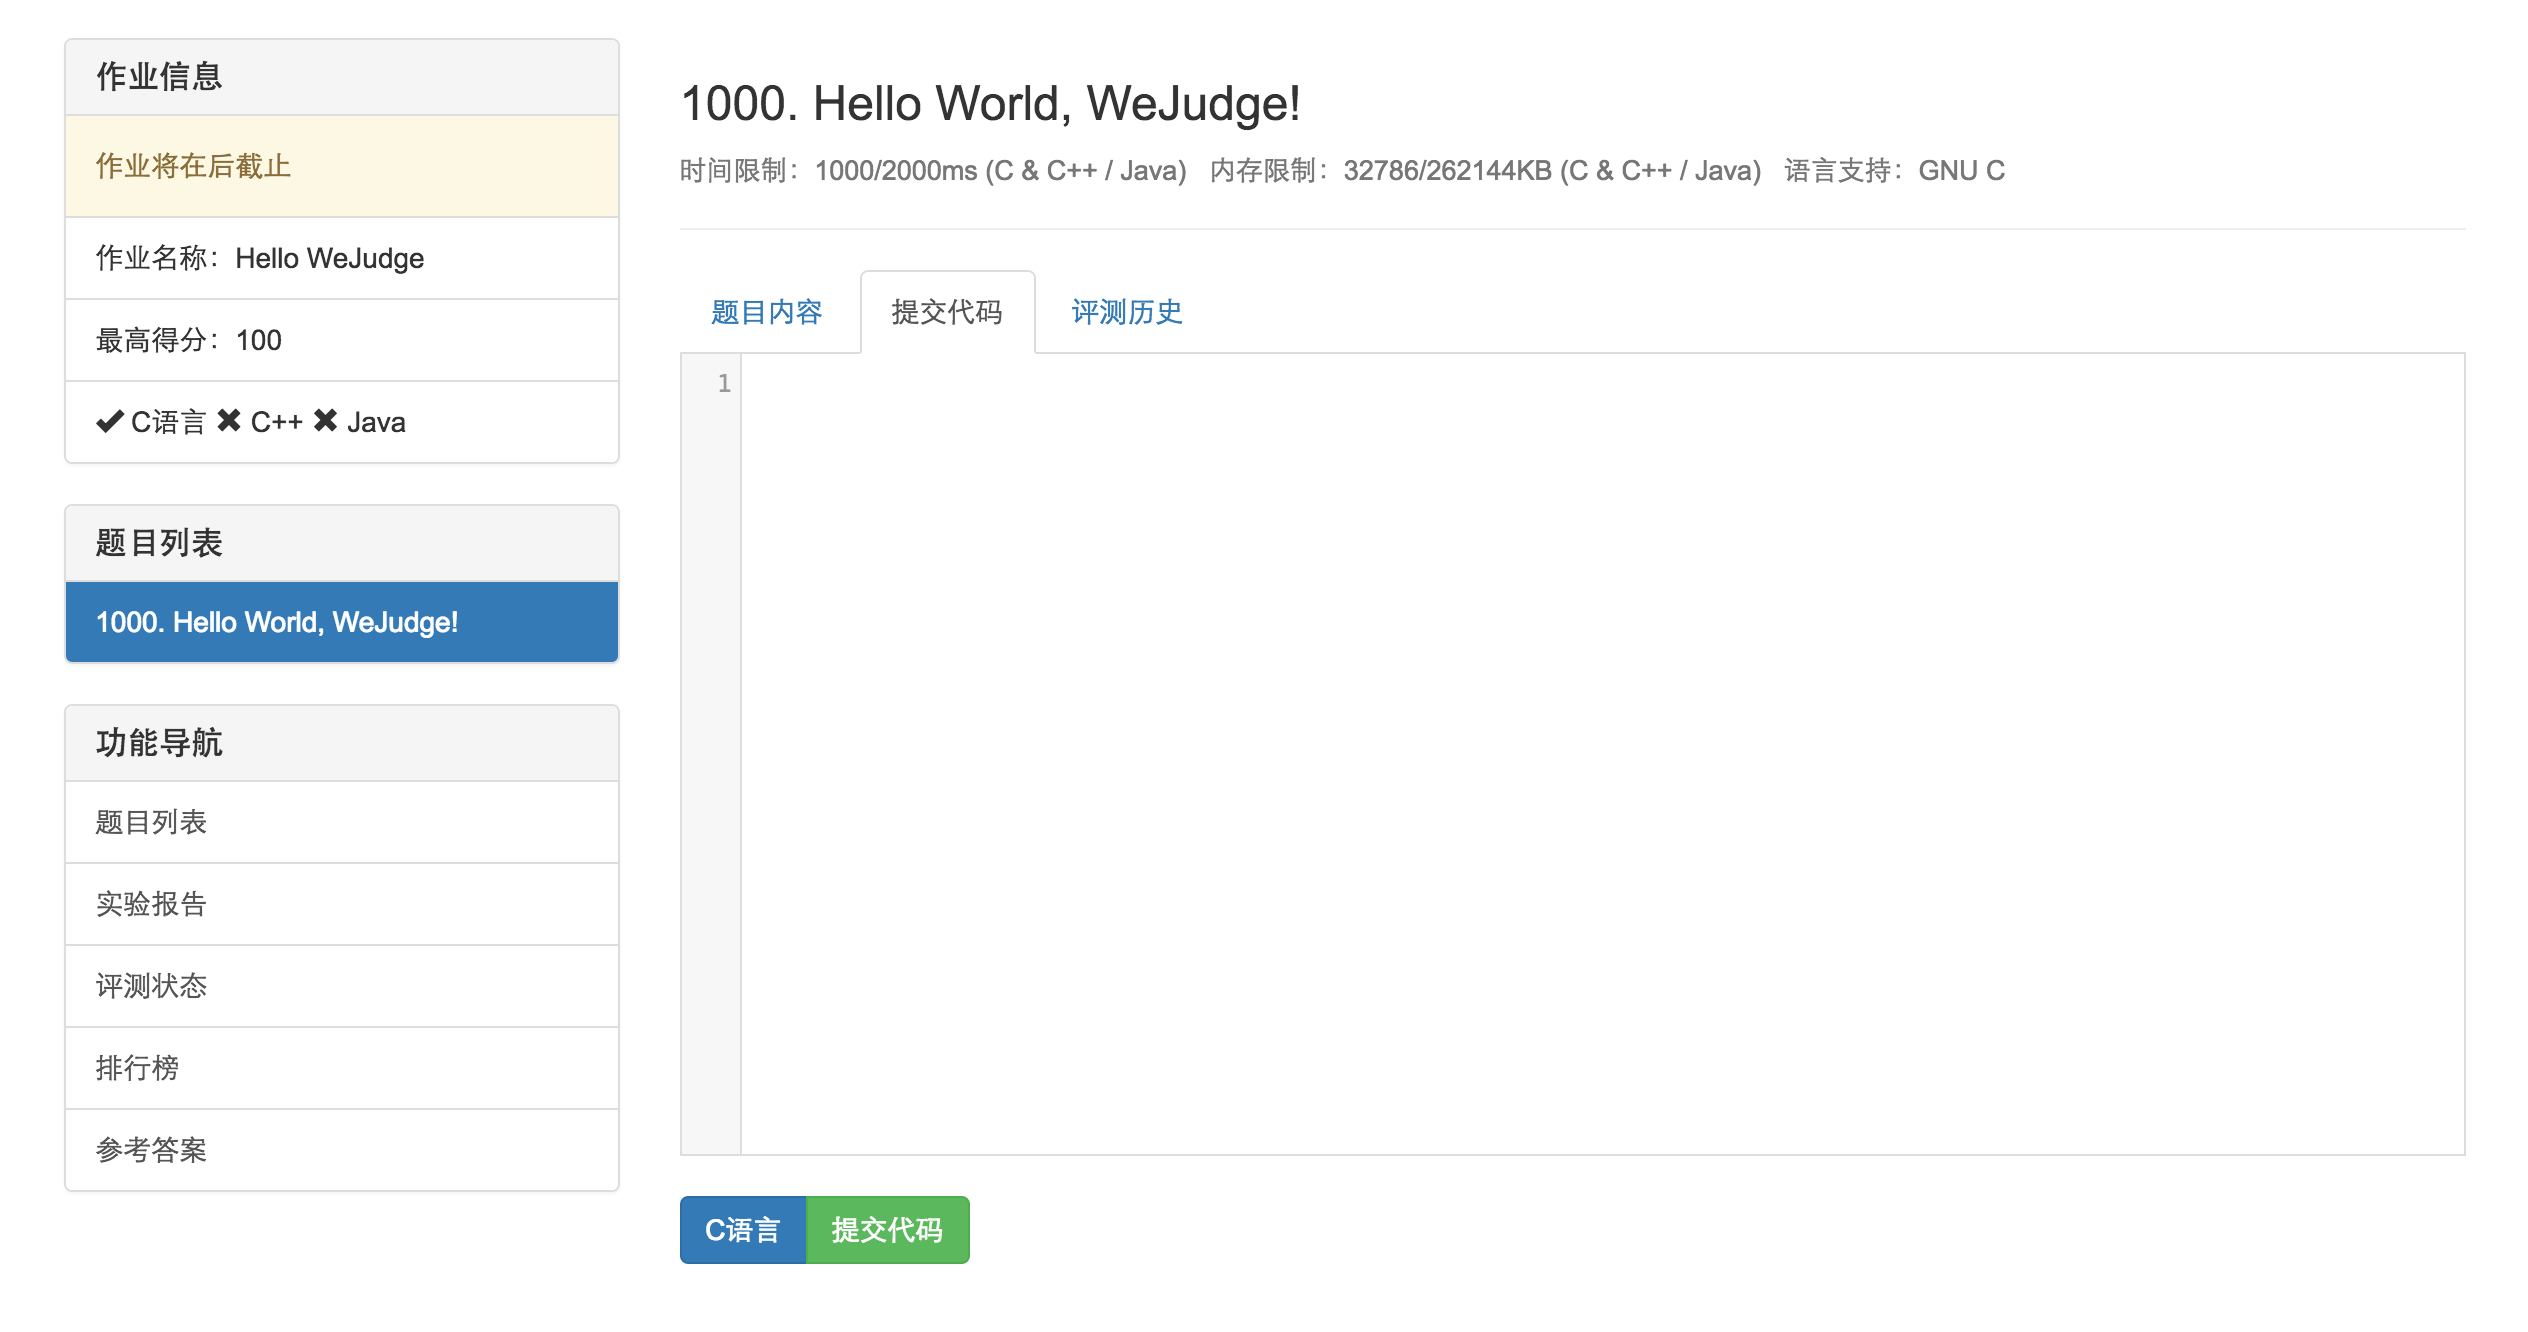 作业信息
作业将在后截止
作业名称：Hello WeJudge
最高得分：100
✔ C语言 ✖ C++ ✖ Java
题目列表
1000. Hello World, WeJudge!
功能导航
题目列表
实验报告
评测状态
排行榜
参考答案
1000. Hello World, WeJudge!
时间限制：1000/2000ms (C & C++ / Java) 内存限制：32786/262144KB (C & C++ / Java) 语言支持：GNU C
题目内容 提交代码 评测历史
1
C语言 提交代码